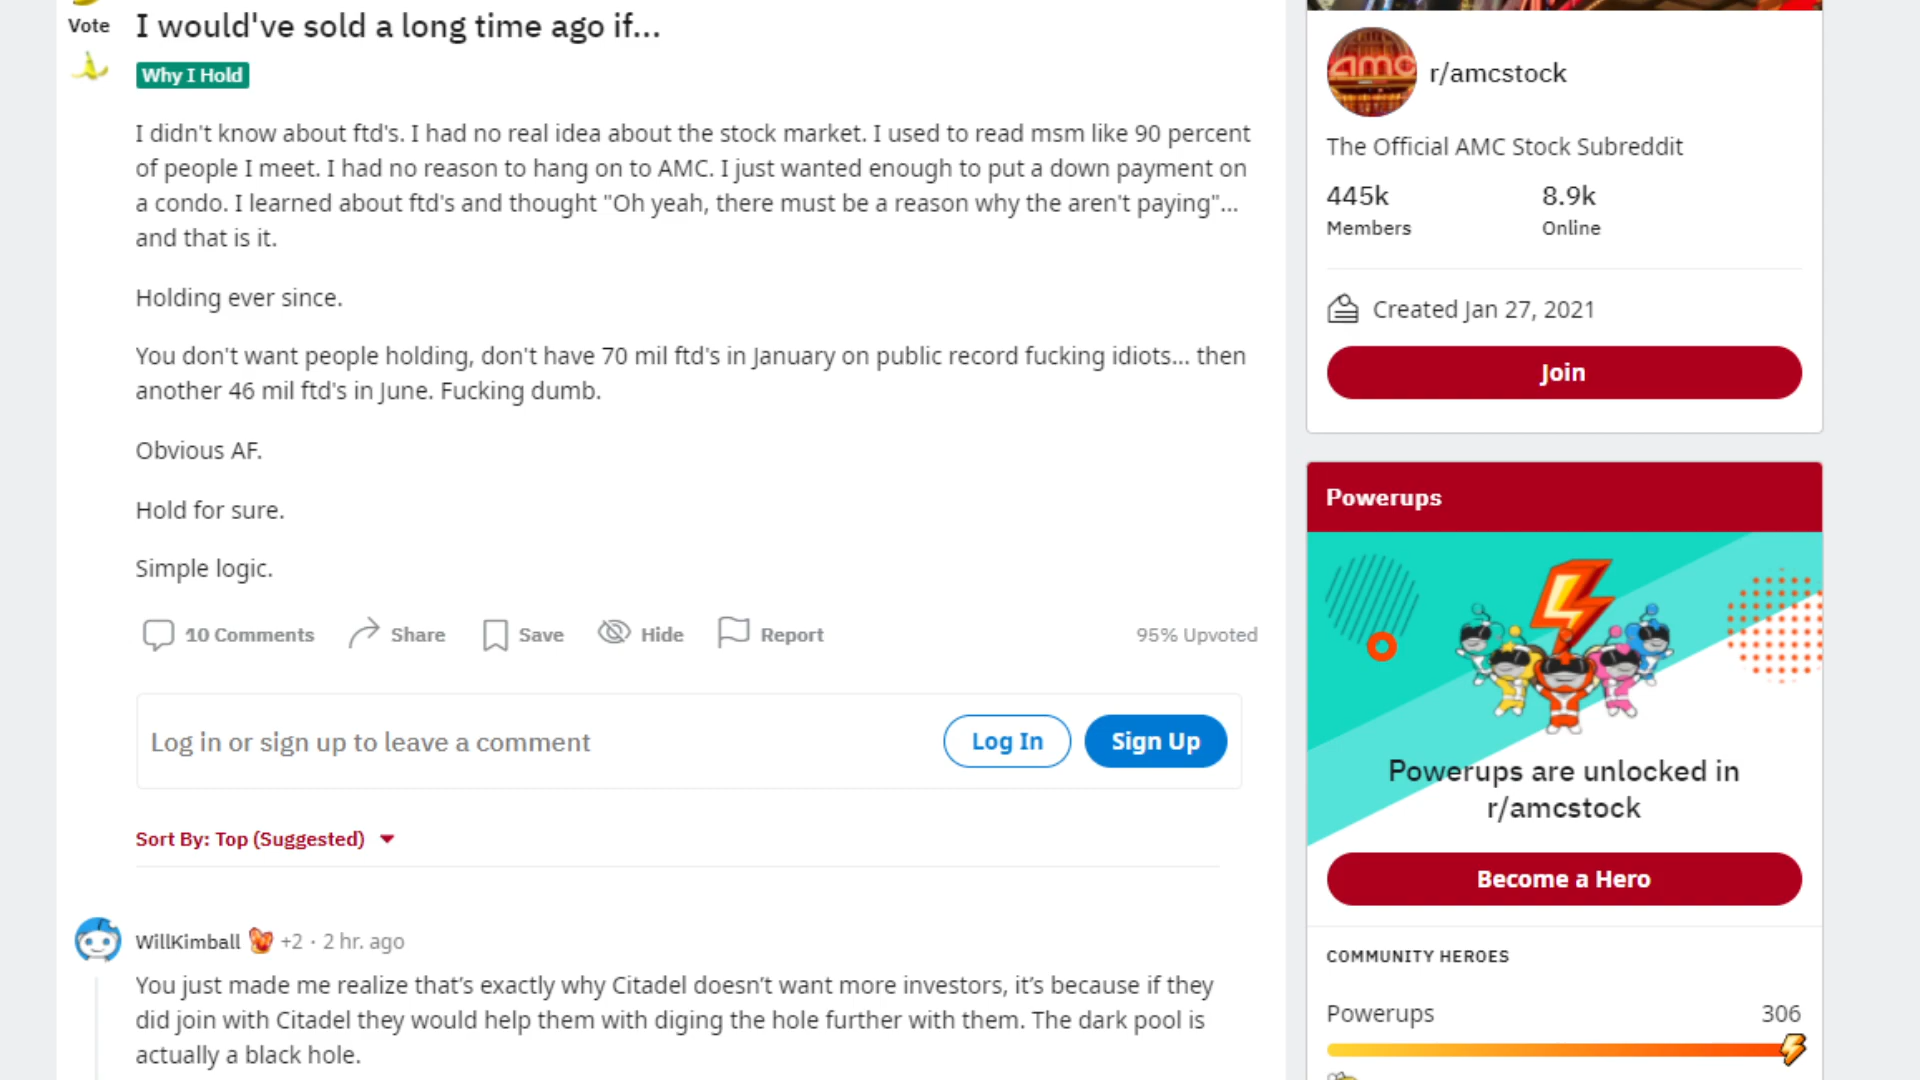 Vote
I would've sold a long time ago if...
Why I Hold
I didn't know about ftd's. I had no real idea about the stock market. I used to read msm like 90 percent
of people I meet. I had no reason to hang on to AMC. I just wanted enough to put a down payment on
a condo. I learned about ftd's and thought "Oh yeah, there must be a reason why the aren't paying"...
and that is it.
Holding ever since.
You don't want people holding, don't have 70 mil ftd's in January on public record fucking idiots... then
another 46 mil ftd's in June. Fucking dumb.
Obvious AF.
Hold for sure.
Simple logic.
10 Comments Share Save Hide Report 95% Upvoted
Log in or sign up to leave a comment Log In Sign Up
Sort By: Top (Suggested)
WillKimball +2 · 2 hr. ago
You just made me realize that's exactly why Citadel doesn't want more investors, it's because if they
did join with Citadel they would help them with diging the hole further with them. The dark pool is
actually a black hole.
amc
r/amcstock
The Official AMC Stock Subreddit
445k 8.9k
Members Online
Created Jan 27, 2021
Join
Powerups
Powerups are unlocked in
r/amcstock
Become a Hero
COMMUNITY HEROES
Powerups 306